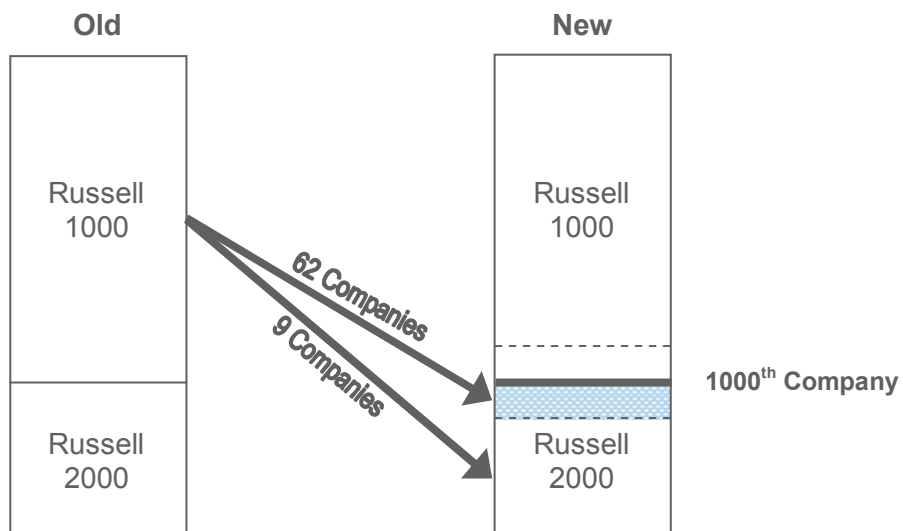 Old
New
Russell
1000
Russell
1000
62 Companies
9 Companies
1000th Company
Russell
2000
Russell
2000